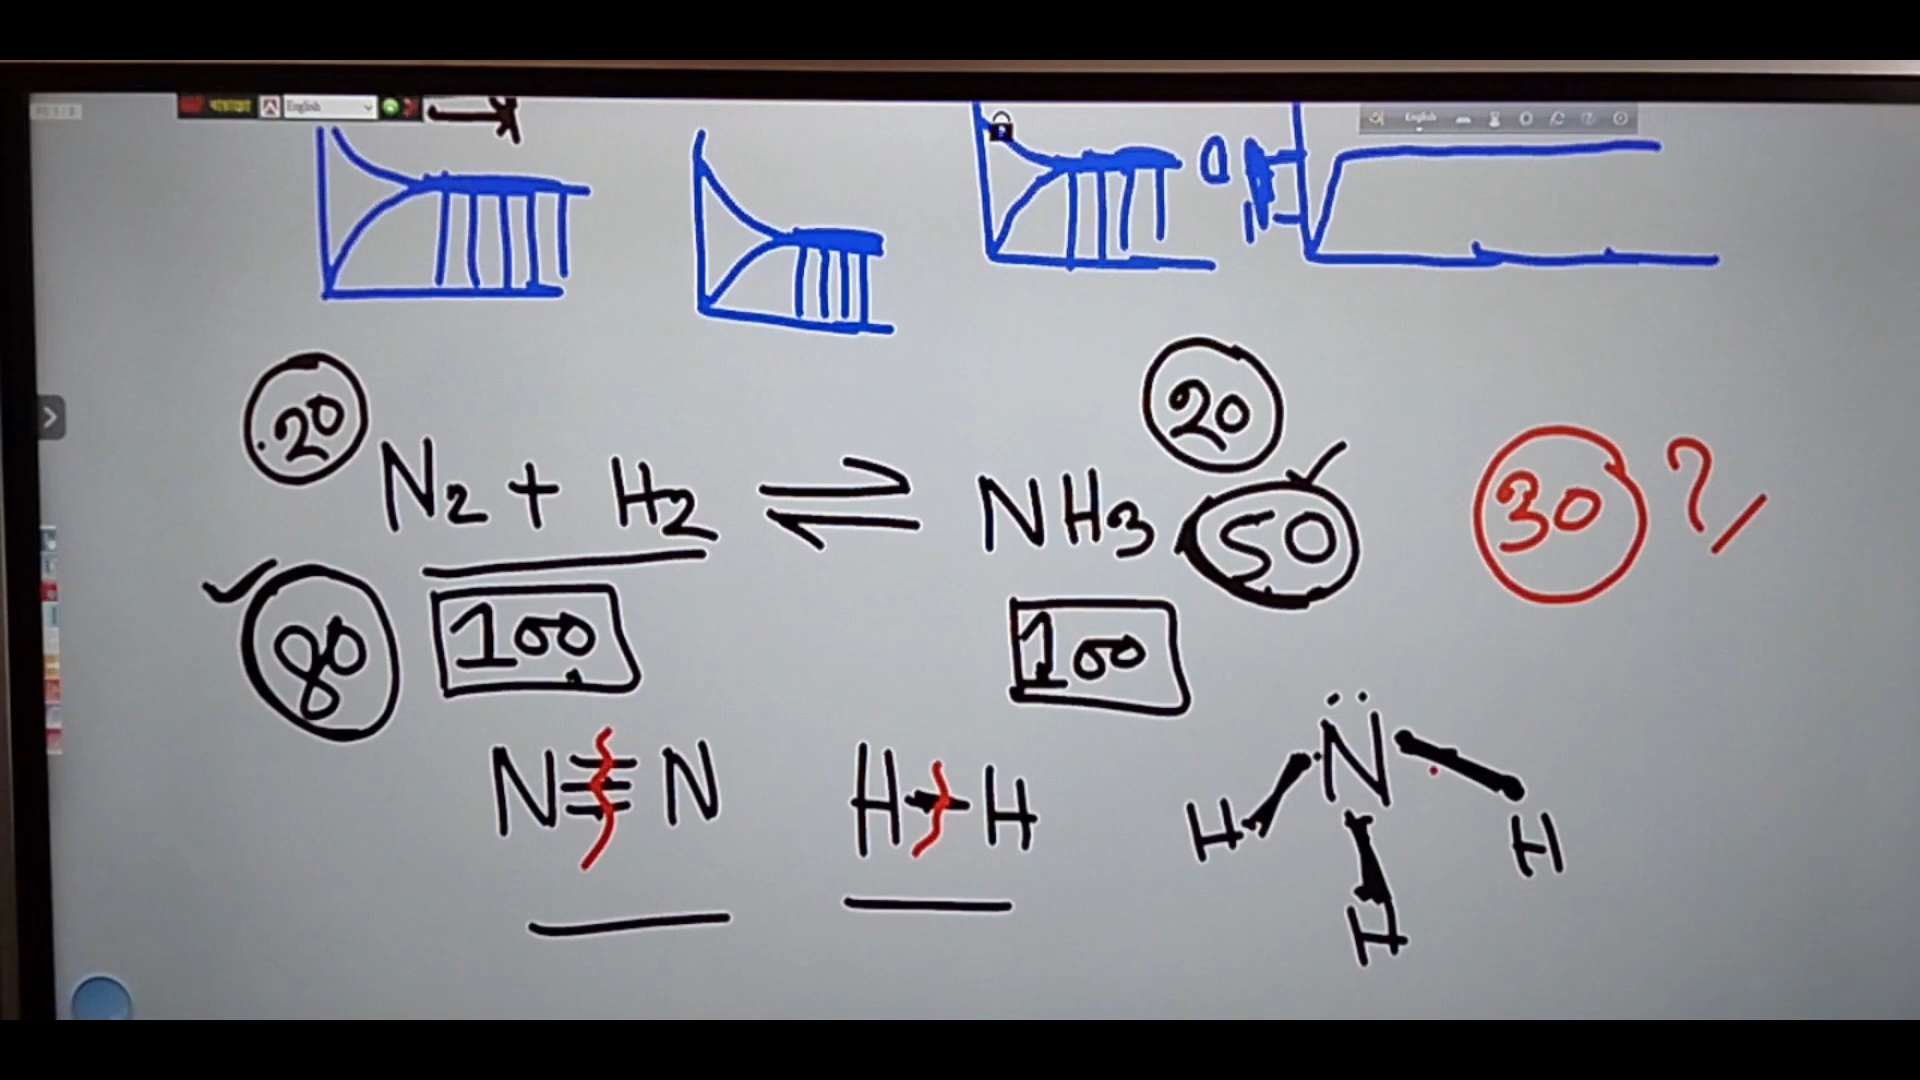 English
English
20
20
N2 + H2 ⇌ NH3
50
30 ?
80
100
100
N≡N H-H
N
H
H
H